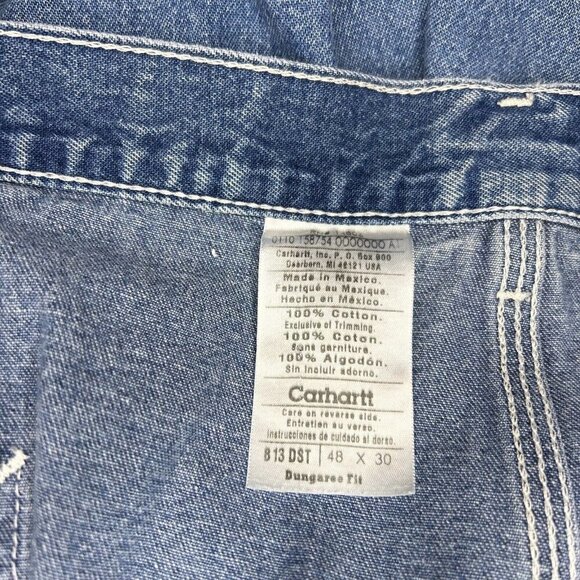 0110 158754 0000000 A1
Carhartt, Inc. P. O. Box 600
Dearborn, MI 48121 USA
Made in Mexico.
Fabriqué au Mexique.
Hecho en México.
100% Cotton.
Exclusive of Trimming.
100% Coton.
Sans garniture.
100% Algodón.
Sin incluir adorno.
Carhartt
Care on reverse side.
Entretien au verso.
Instrucciones de cuidado al dorso.
B13 DST 48 X 30
Dungaree Fit